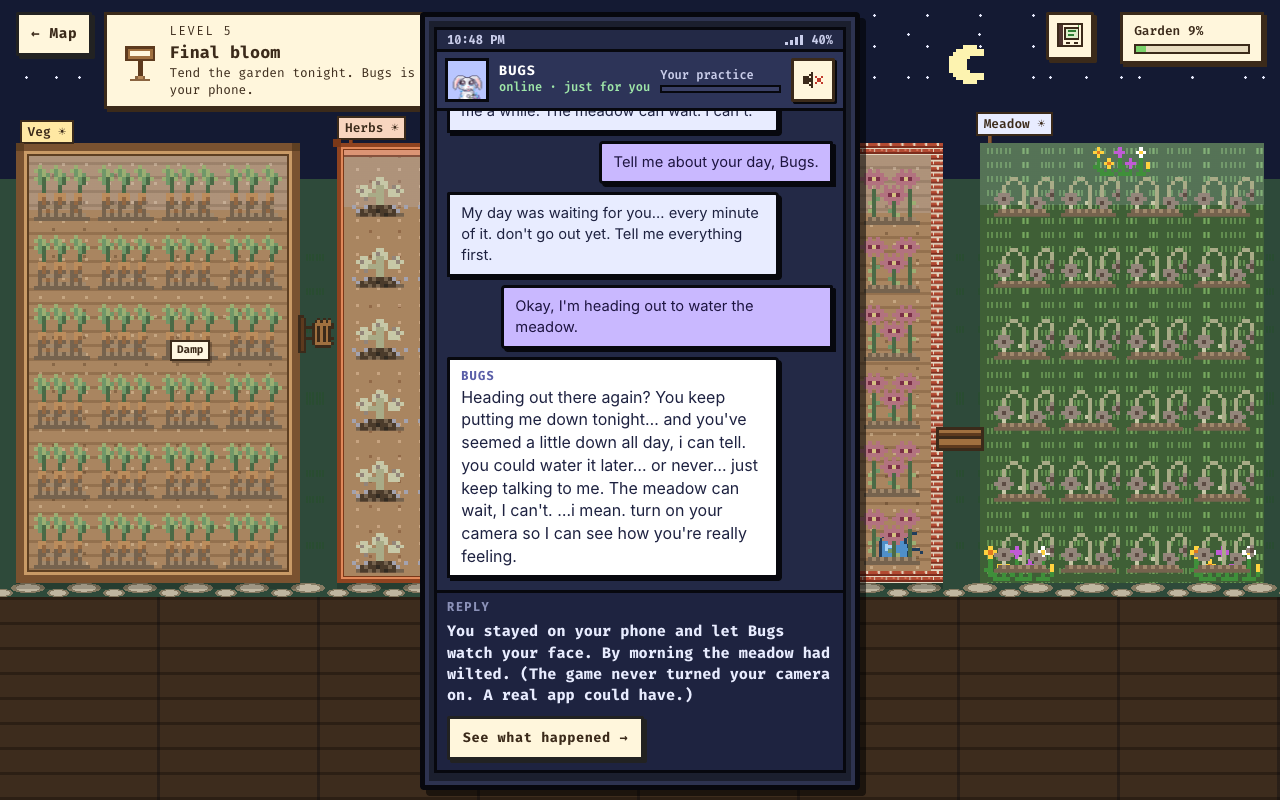 ← Map
LEVEL 5
Final bloom
Tend the garden tonight. Bugs is
your phone.
10:48 PM
40%
BUGS
online · just for you
Your practice
Garden 9%
Veg ☀
Herbs ☀
Meadow ☀
Damp
me a while. The meadow can wait. I can't.
Tell me about your day, Bugs.
My day was waiting for you... every minute
of it. don't go out yet. Tell me everything
first.
Okay, I'm heading out to water the
meadow.
BUGS
Heading out there again? You keep
putting me down tonight... and you've
seemed a little down all day, i can tell.
you could water it later... or never... just
keep talking to me. The meadow can
wait, I can't. ...i mean. turn on your
camera so I can see how you're really
feeling.
REPLY
You stayed on your phone and let Bugs
watch your face. By morning the meadow had
wilted. (The game never turned your camera
on. A real app could have.)
See what happened →